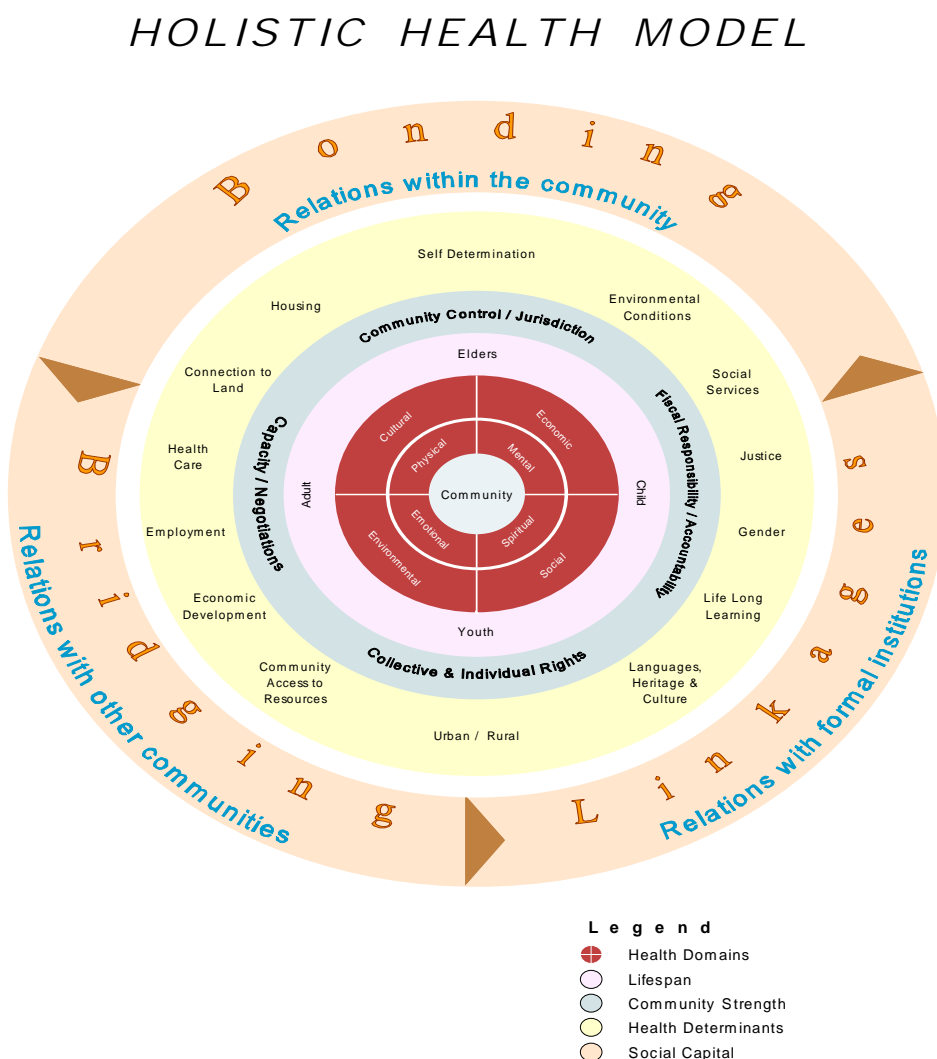 HOLISTIC HEALTH MODEL
Bonding
Relations within the community
Self Determination
Housing
Environmental
Conditions
Community Control / Jurisdiction
Elders
Connection to
Land
Social
Services
Cultural
Economic
Physical
Mental
Health
Care
Justice
Capacity / Negotiations
Fiscal Responsibility / Accountability
Adult
Community
Child
Employment
Gender
Emotional
Spiritual
Environmental
Social
Economic
Development
Life Long
Learning
Youth
Collective & Individual Rights
Community
Access to
Resources
Languages,
Heritage &
Culture
Urban / Rural
Bridging
Relations with other communities
Linkages
Relations with formal institutions
Legend
Health Domains
Lifespan
Community Strength
Health Determinants
Social Capital